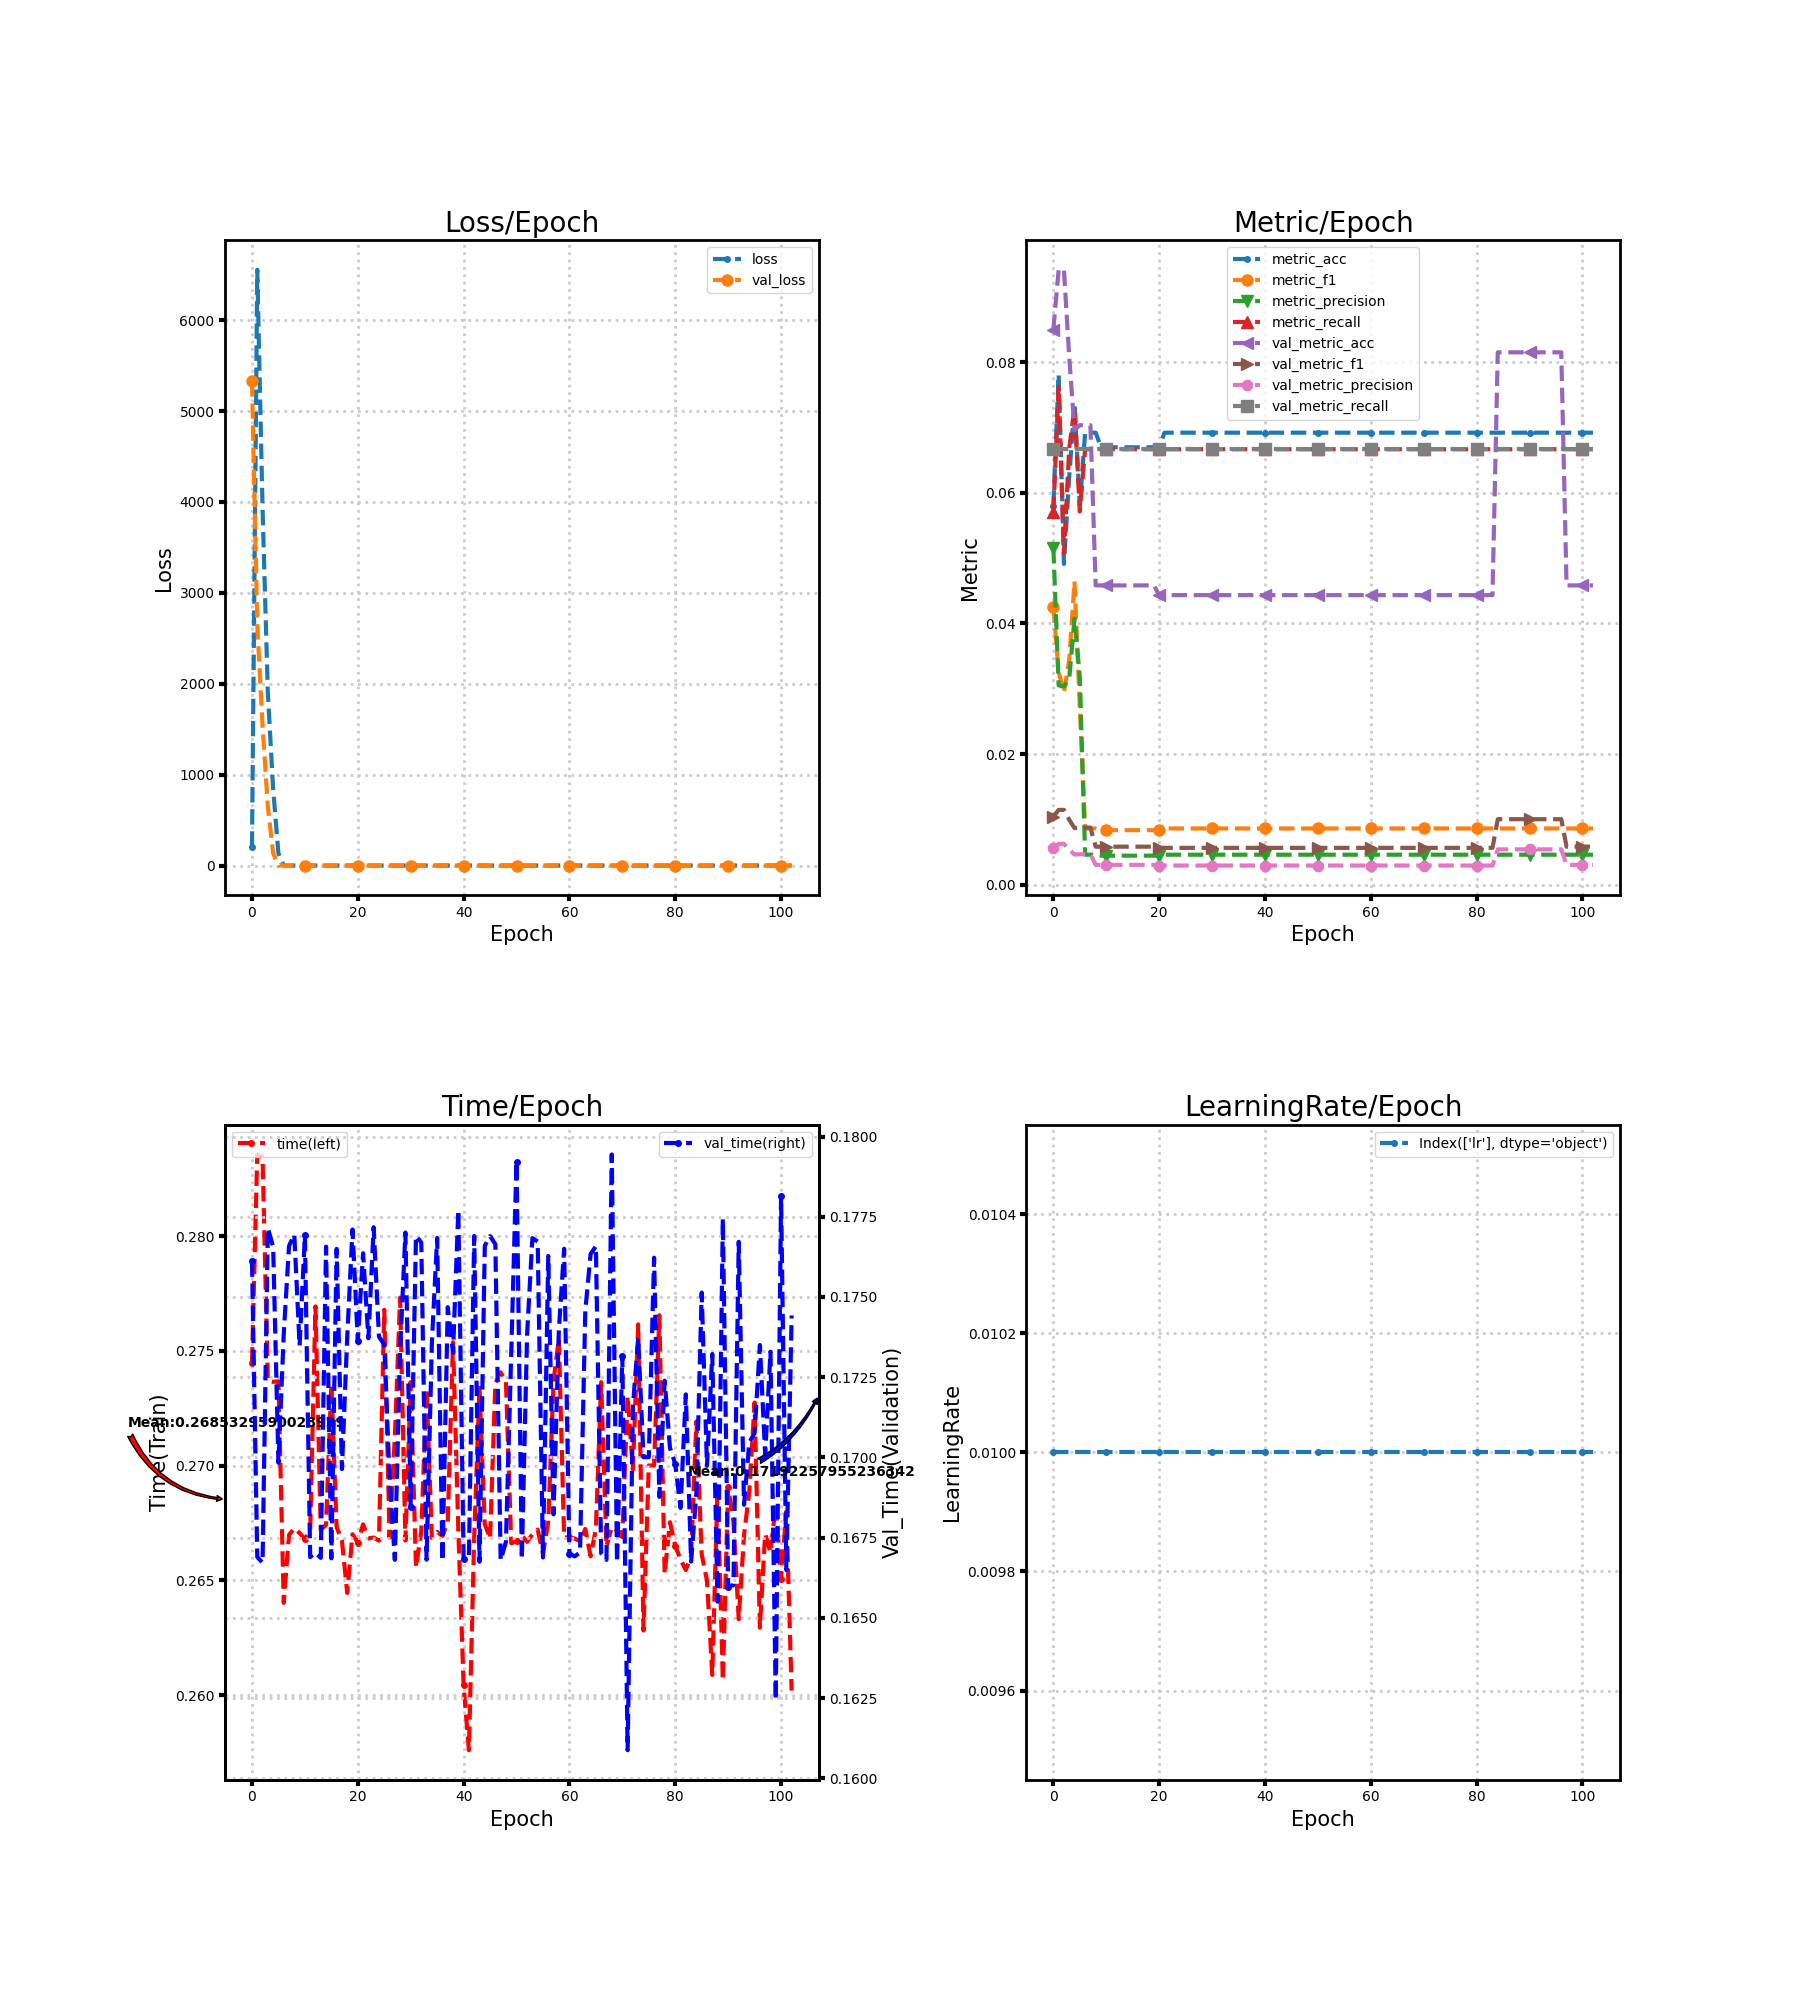 Loss/Epoch
loss
val_loss
6000
5000
4000
3000
2000
1000
0
Loss
0 20 40 60 80 100
Epoch
Metric/Epoch
metric_acc
metric_f1
metric_precision
metric_recall
val_metric_acc
val_metric_f1
val_metric_precision
val_metric_recall
0.08
0.06
0.04
0.02
0.00
Metric
0 20 40 60 80 100
Epoch
Time/Epoch
time(left)
val_time(right)
0.280
0.275
0.270
0.265
0.260
Time(Train)
0.1800
0.1775
0.1750
0.1725
0.1700
0.1675
0.1650
0.1625
0.1600
Val_Time(Validation)
Mean:0.17192257955236342
0 20 40 60 80 100
Epoch
LearningRate/Epoch
Index(['lr'], dtype='object')
0.0104
0.0102
0.0100
0.0098
0.0096
LearningRate
0 20 40 60 80 100
Epoch